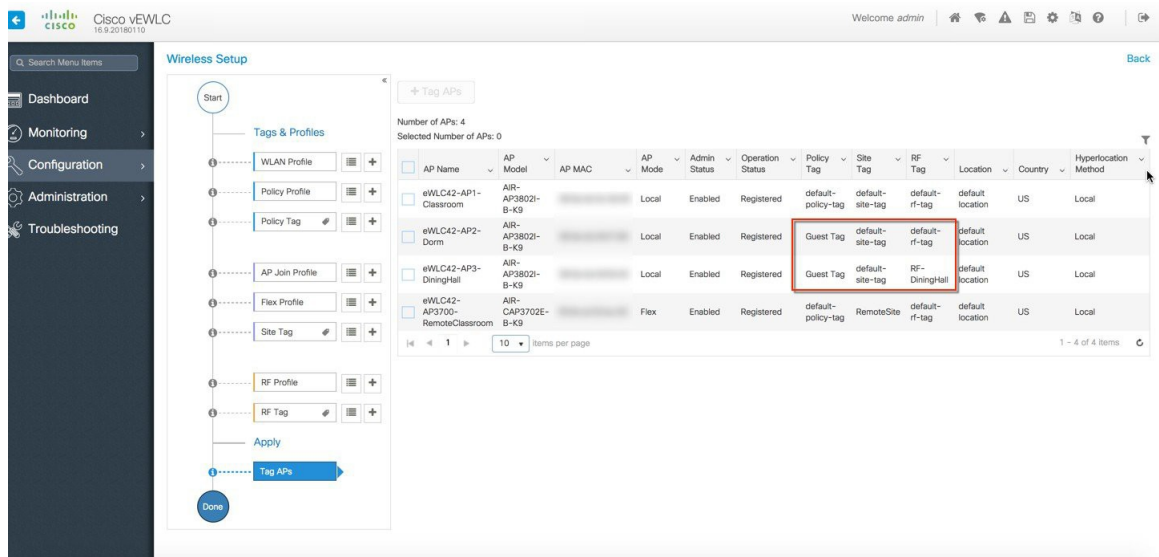 CISCO
Cisco vEWLC
16.9.20180110
Welcome admin
Search Menu Items
Dashboard
Monitoring
Configuration
Administration
Troubleshooting
Wireless Setup
Back
Start
Tags & Profiles
WLAN Profile
Policy Profile
Policy Tag
AP Join Profile
Flex Profile
Site Tag
RF Profile
RF Tag
Apply
Tag APs
Done
+ Tag APs
Number of APs: 4
Selected Number of APs: 0
AP Name AP Model AP MAC AP Mode Admin Status Operation Status Policy Tag Site Tag RF Tag Location Country Hyperlocation Method
eWLC42-AP1-Classroom AIR-AP3802I-B-K9 Local Enabled Registered default-policy-tag default-site-tag default-rf-tag default location US Local
eWLC42-AP2-Dorm AIR-AP3802I-B-K9 Local Enabled Registered Guest Tag default-site-tag default-rf-tag default location US Local
eWLC42-AP3-DiningHall AIR-AP3802I-B-K9 Local Enabled Registered Guest Tag default-site-tag RF-DiningHall default location US Local
eWLC42-AP3700-RemoteClassroom AIR-CAP3702E-B-K9 Flex Enabled Registered default-policy-tag RemoteSite default-rf-tag default location US Local
1 10 items per page 1 - 4 of 4 items